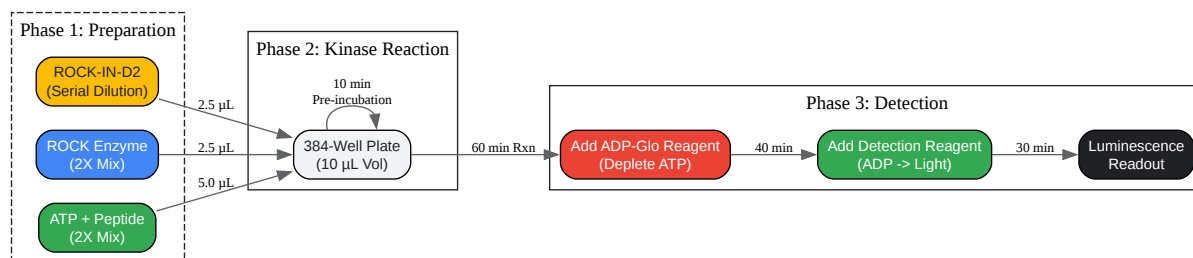 Phase 1: Preparation
ROCK-IN-D2
(Serial Dilution)
ROCK Enzyme
(2X Mix)
ATP + Peptide
(2X Mix)
2.5 µL
2.5 µL
5.0 µL
Phase 2: Kinase Reaction
10 min
Pre-incubation
384-Well Plate
(10 µL Vol)
60 min Rxn
Phase 3: Detection
Add ADP-Glo Reagent
(Deplete ATP)
40 min
Add Detection Reagent
(ADP -> Light)
30 min
Luminescence
Readout